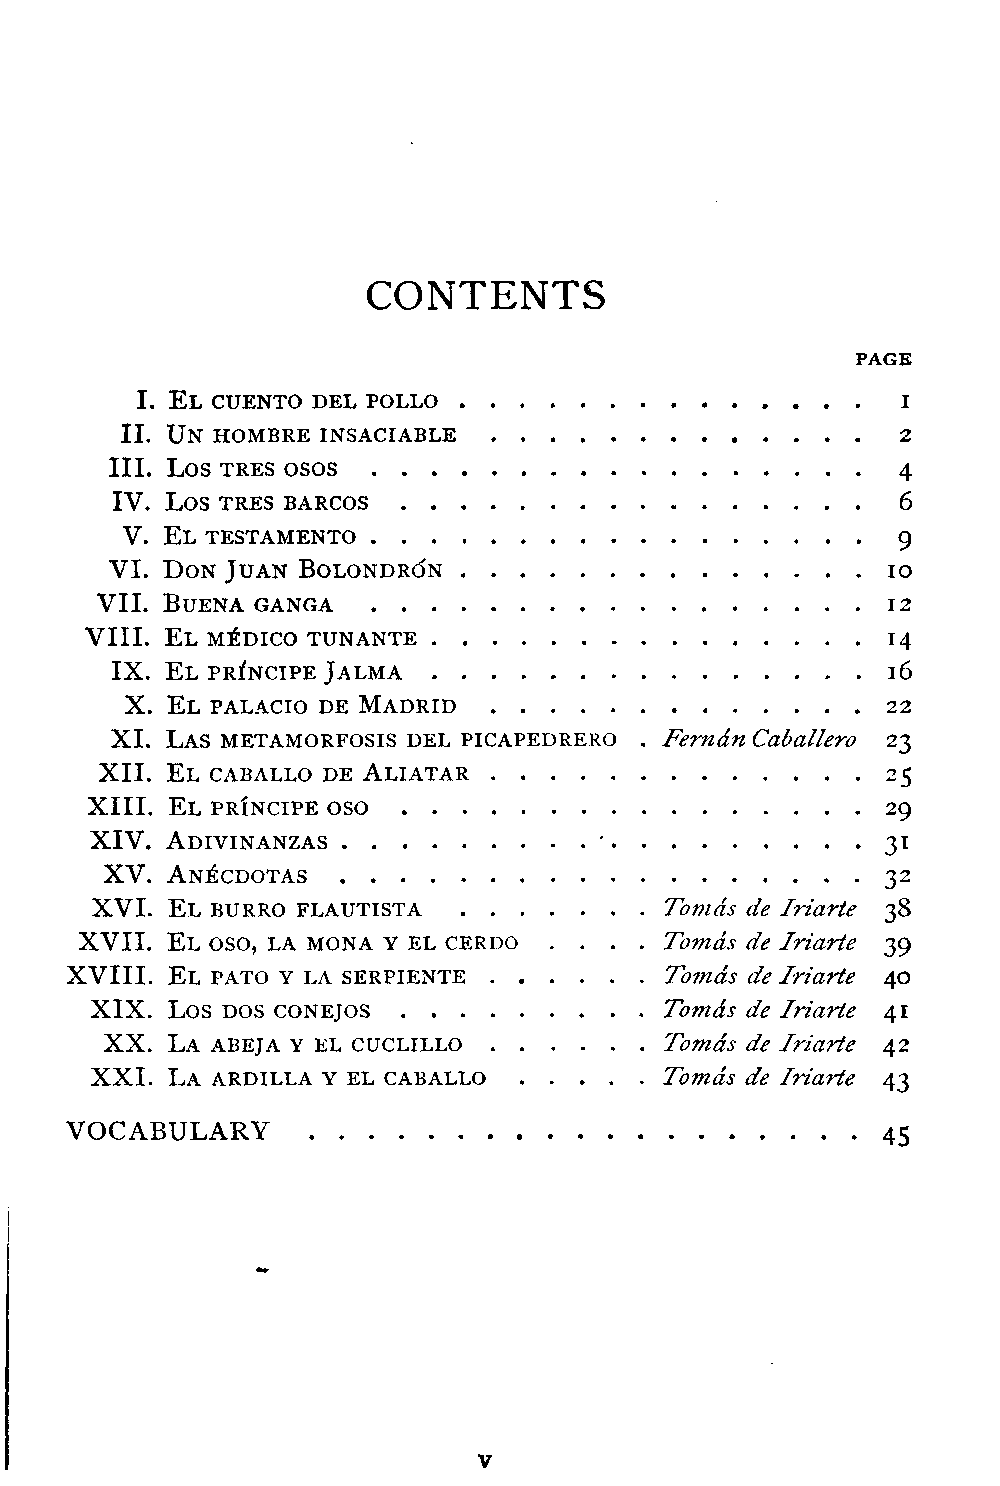 CONTENTS
PAGE
I. El cuento del pollo . . . . . . . . . . . . . . 1
II. Un hombre insaciable . . . . . . . . . . . . . 2
III. Los tres osos . . . . . . . . . . . . . . . . . 4
IV. Los tres barcos . . . . . . . . . . . . . . . . 6
V. El testamento . . . . . . . . . . . . . . . . . 9
VI. Don Juan Bolondrón . . . . . . . . . . . . . . 10
VII. Buena ganga . . . . . . . . . . . . . . . . . 12
VIII. El médico tunante . . . . . . . . . . . . . . . 14
IX. El príncipe Jalma . . . . . . . . . . . . . . . 16
X. El palacio de Madrid . . . . . . . . . . . . . 22
XI. Las metamorfosis del picapedrero . Fernán Caballero 23
XII. El caballo de Aliatar . . . . . . . . . . . . . 25
XIII. El príncipe oso . . . . . . . . . . . . . . . . 29
XIV. Adivinanzas . . . . . . . . . . . . . . . . . . 31
XV. Anécdotas . . . . . . . . . . . . . . . . . . 32
XVI. El burro flautista . . . . . . . Tomás de Iriarte 38
XVII. El oso, la mona y el cerdo . . . . Tomás de Iriarte 39
XVIII. El pato y la serpiente . . . . . . Tomás de Iriarte 40
XIX. Los dos conejos . . . . . . . . . Tomás de Iriarte 41
XX. La abeja y el cuclillo . . . . . . Tomás de Iriarte 42
XXI. La ardilla y el caballo . . . . . Tomás de Iriarte 43
VOCABULARY . . . . . . . . . . . . . . . . . . . 45
v